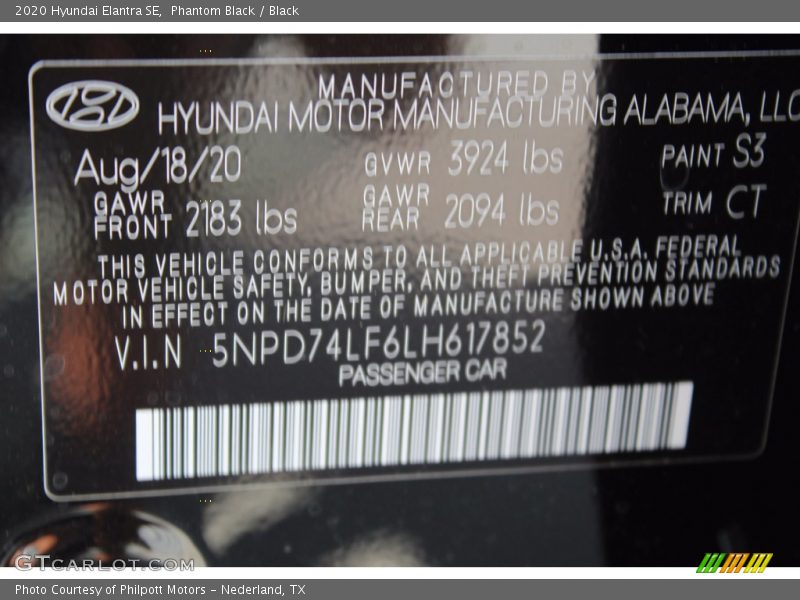 2020 Hyundai Elantra SE, Phantom Black / Black
MANUFACTURED BY
HYUNDAI MOTOR MANUFACTURING ALABAMA, LLC
Aug/18/20 GVWR 3924 lbs PAINT S3
GAWR FRONT 2183 lbs GAWR REAR 2094 lbs TRIM CT
THIS VEHICLE CONFORMS TO ALL APPLICABLE U.S.A. FEDERAL
MOTOR VEHICLE SAFETY, BUMPER, AND THEFT PREVENTION STANDARDS
IN EFFECT ON THE DATE OF MANUFACTURE SHOWN ABOVE
V.I.N 5NPD74LF6LH617852
PASSENGER CAR
GTCARLOT.COM
Photo Courtesy of Philpott Motors - Nederland, TX